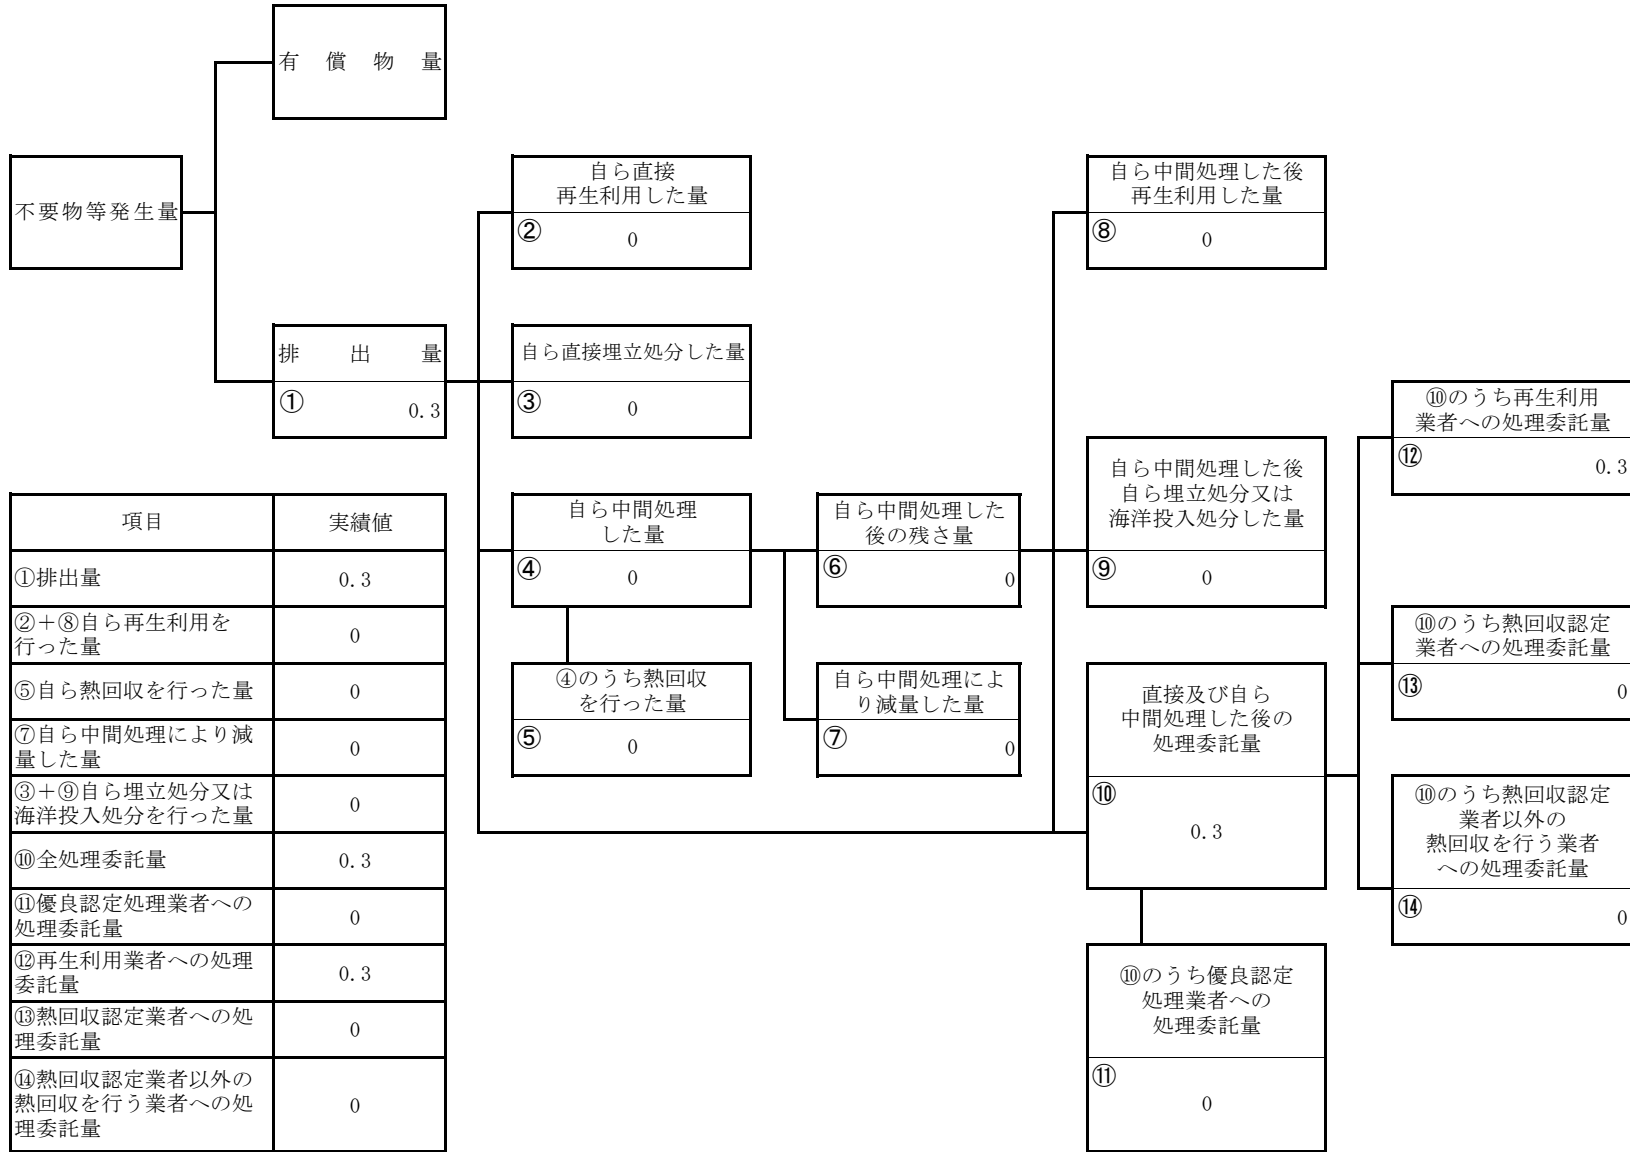 有償物量
不要物等発生量
自ら直接
再生利用した量
② 0
自ら中間処理した後
再生利用した量
⑧ 0
排出量
① 0.3
自ら直接埋立処分した量
③ 0
⑩のうち再生利用
業者への処理委託量
⑫ 0.3
自ら中間処理
した量
④ 0
自ら中間処理した
後の残さ量
⑥ 0
自ら中間処理した後
自ら埋立処分又は
海洋投入処分した量
⑨ 0
④のうち熱回収
を行った量
⑤ 0
自ら中間処理によ
り減量した量
⑦ 0
直接及び自ら
中間処理した後の
処理委託量
⑩
0.3
⑩のうち熱回収認定
業者への処理委託量
⑬ 0
⑩のうち熱回収認定
業者以外の
熱回収を行う業者
への処理委託量
⑭ 0
⑩のうち優良認定
処理業者への
処理委託量
⑪
0
項目 実績値
①排出量 0.3
②＋⑧自ら再生利用を
行った量 0
⑤自ら熱回収を行った量 0
⑦自ら中間処理により減
量した量 0
③＋⑨自ら埋立処分又は
海洋投入処分を行った量 0
⑩全処理委託量 0.3
⑪優良認定処理業者への
処理委託量 0
⑫再生利用業者への処理
委託量 0.3
⑬熱回収認定業者への処
理委託量 0
⑭熱回収認定業者以外の
熱回収を行う業者への処
理委託量 0